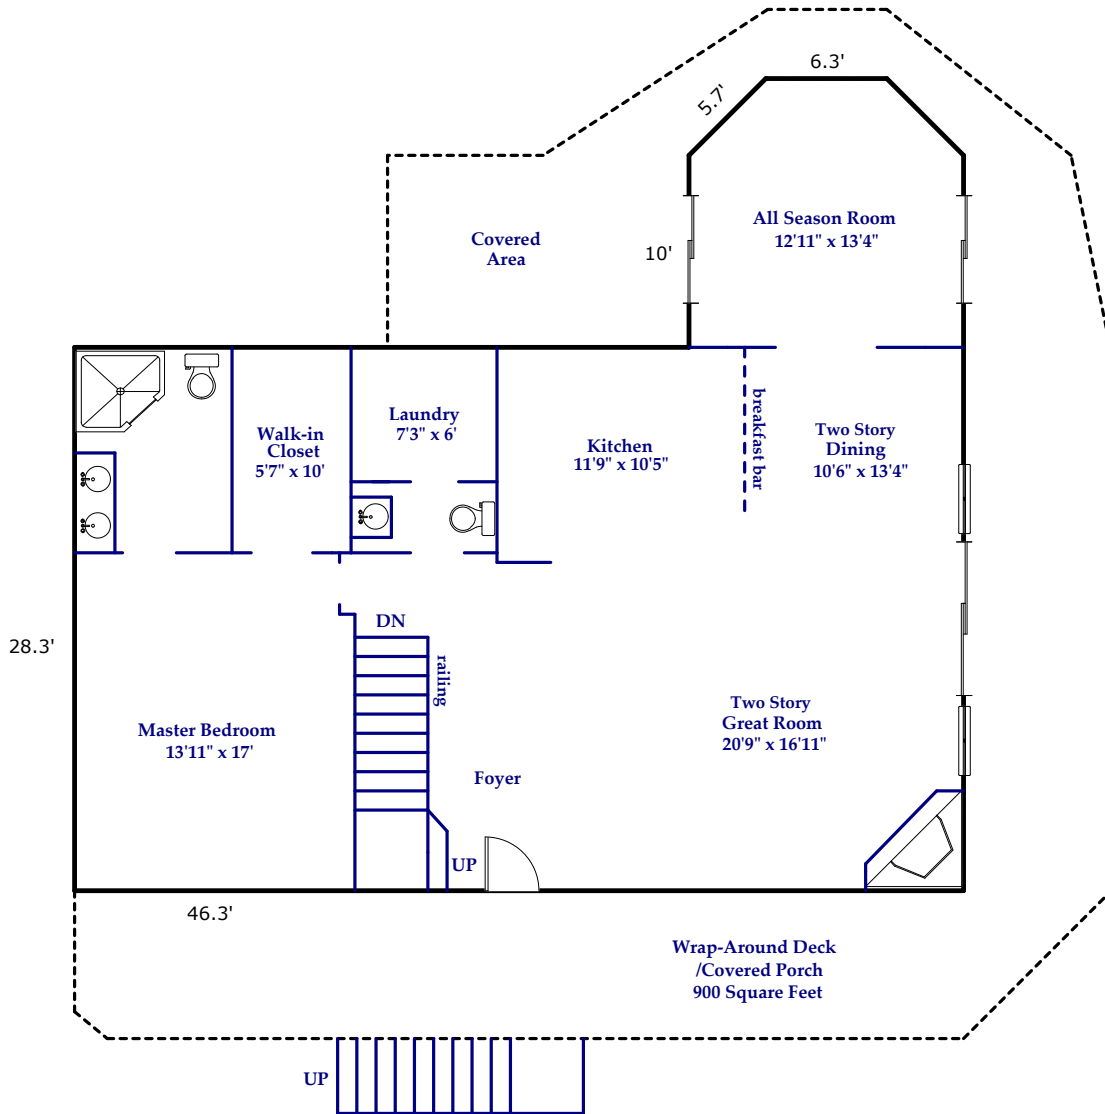 6.3'
5.7'
All Season Room
12'11" x 13'4"
Covered
Area
10'
Laundry
7'3" x 6'
Walk-in
Closet
5'7" x 10'
Kitchen
11'9" x 10'5"
breakfast bar
Two Story
Dining
10'6" x 13'4"
DN
railing
28.3'
Master Bedroom
13'11" x 17'
Two Story
Great Room
20'9" x 16'11"
Foyer
UP
46.3'
Wrap-Around Deck
/Covered Porch
900 Square Feet
UP